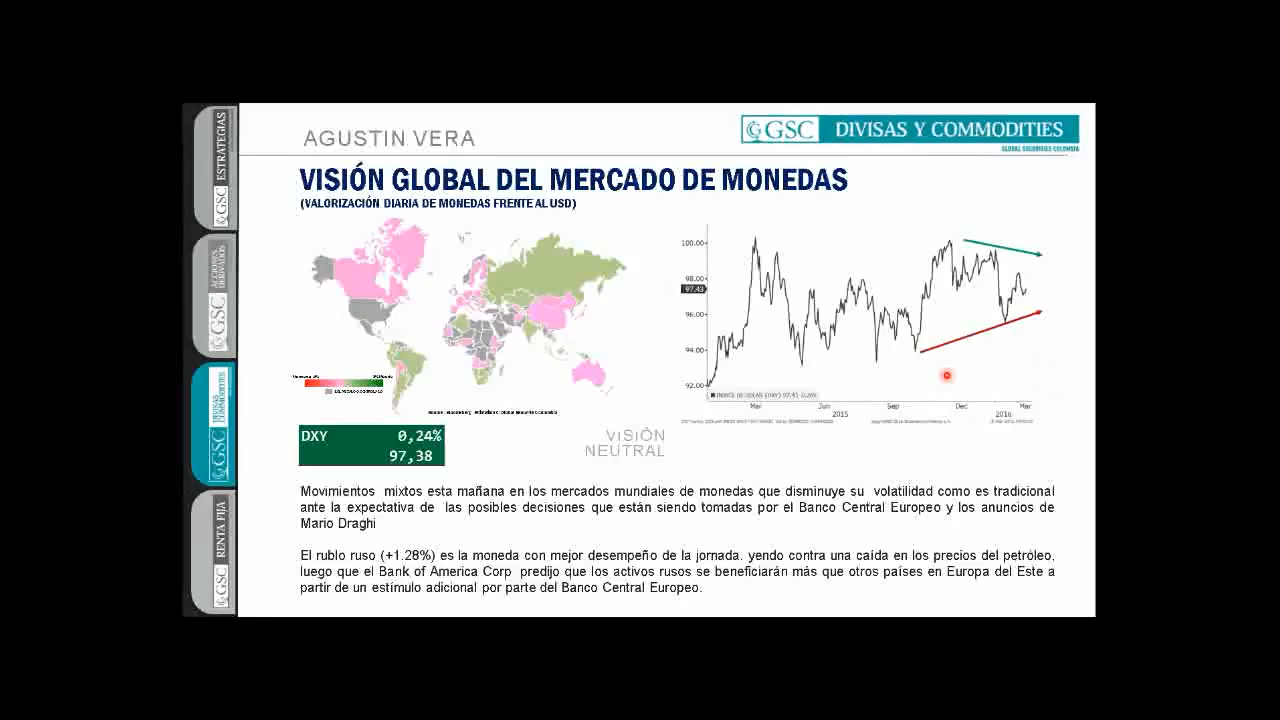 AGUSTIN VERA
GSC DIVISAS Y COMMODITIES
GLOBAL SECURITIES COLOMBIA
VISIÓN GLOBAL DEL MERCADO DE MONEDAS
(VALORIZACIÓN DIARIA DE MONEDAS FRENTE AL USD)
GSC ESTRATEGIAS
GSC ACCIONES DERIVADOS
GSC DIVISAS COMMODITIES
GSC RENTA FIJA
100.00
98.00
97.43
96.00
94.00
92.00
Mar Jun Sep Dec Mar
2015 2016
DXY 0,24%
97,38
VISIÓN
NEUTRAL
Movimientos mixtos esta mañana en los mercados mundiales de monedas que disminuye su volatilidad como es tradicional
ante la expectativa de las posibles decisiones que están siendo tomadas por el Banco Central Europeo y los anuncios de
Mario Draghi
El rublo ruso (+1.28%) es la moneda con mejor desempeño de la jornada. yendo contra una caída en los precios del petróleo,
luego que el Bank of America Corp predijo que los activos rusos se beneficiarán más que otros países en Europa del Este a
partir de un estímulo adicional por parte del Banco Central Europeo.